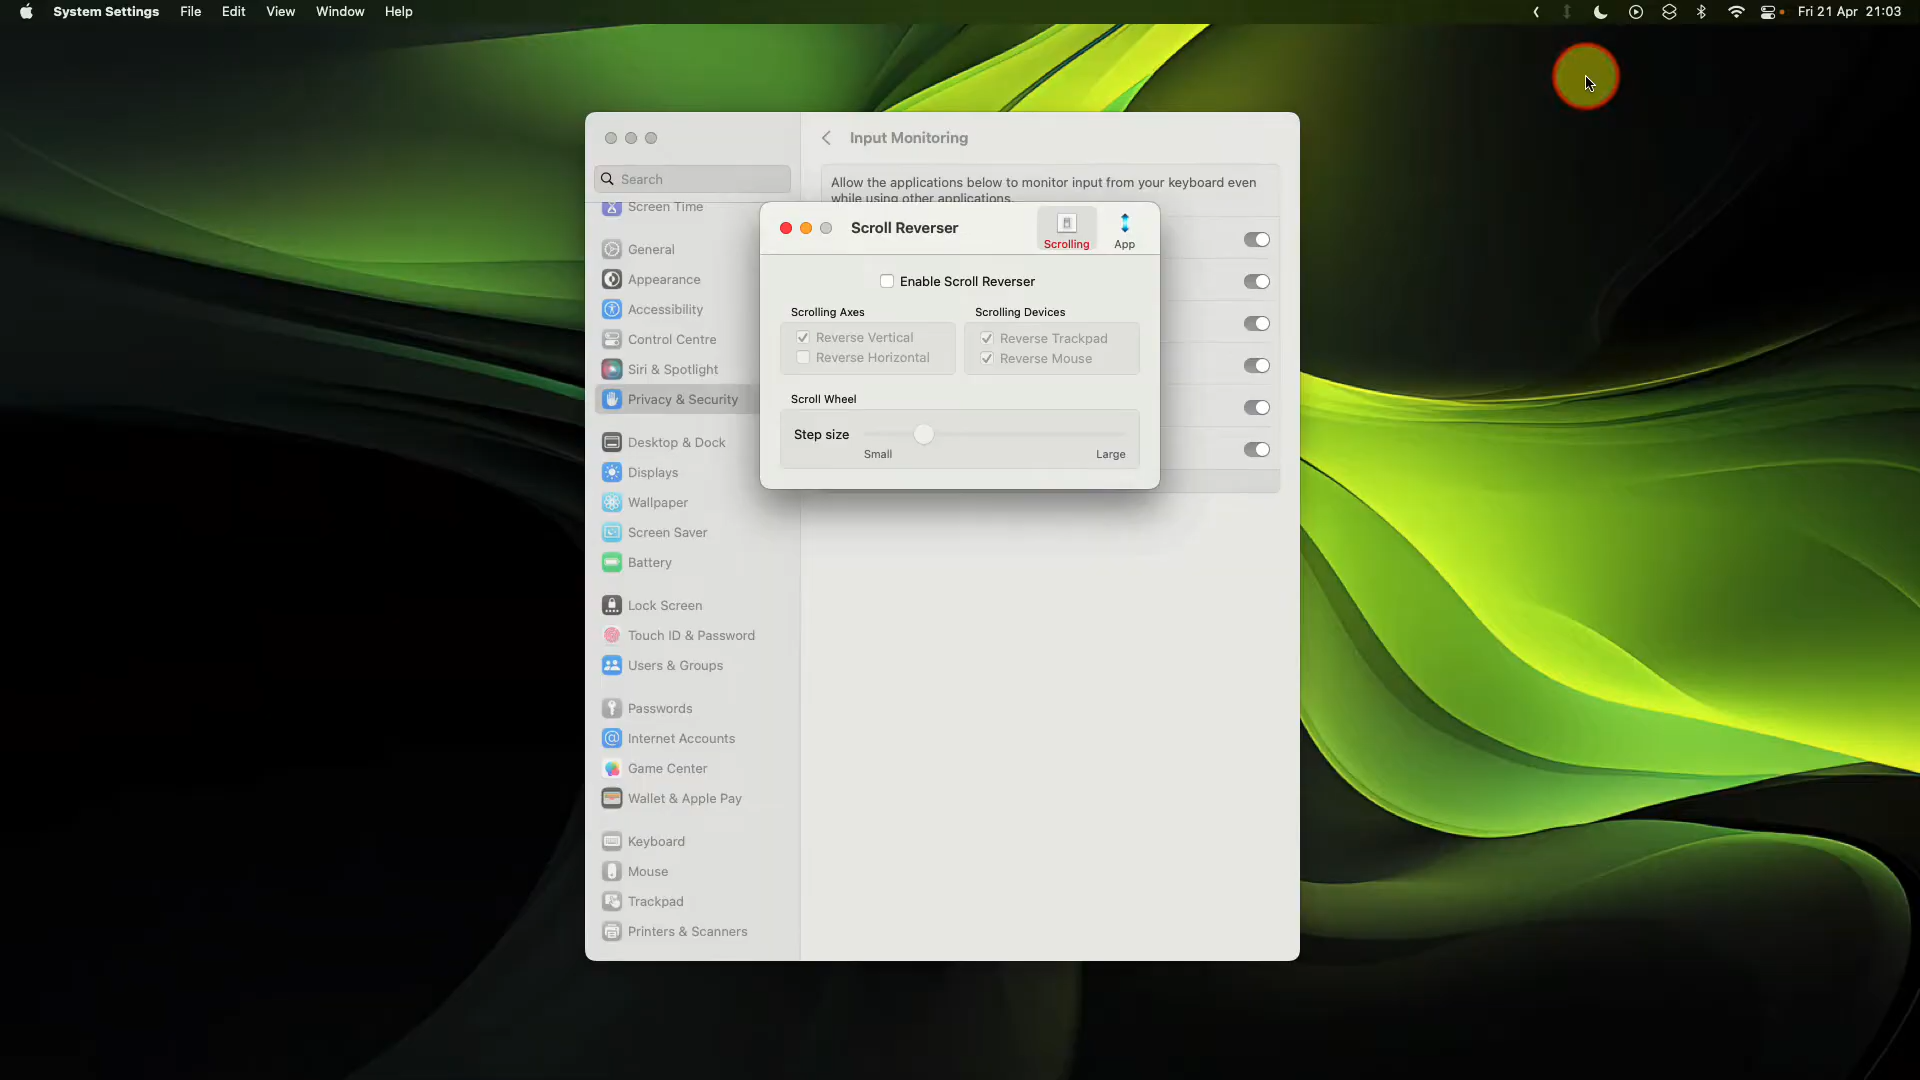 System Settings File Edit View Window Help Fri 21 Apr 21:03
Input Monitoring
Search
Allow the applications below to monitor input from your keyboard even
while using other applications.
Screen Time
General
Appearance
Accessibility
Control Centre
Siri & Spotlight
Privacy & Security
Desktop & Dock
Displays
Wallpaper
Screen Saver
Battery
Lock Screen
Touch ID & Password
Users & Groups
Passwords
Internet Accounts
Game Center
Wallet & Apple Pay
Keyboard
Mouse
Trackpad
Printers & Scanners
Scroll Reverser
Scrolling App
Enable Scroll Reverser
Scrolling Axes
Reverse Vertical
Reverse Horizontal
Scrolling Devices
Reverse Trackpad
Reverse Mouse
Scroll Wheel
Step size
Small Large